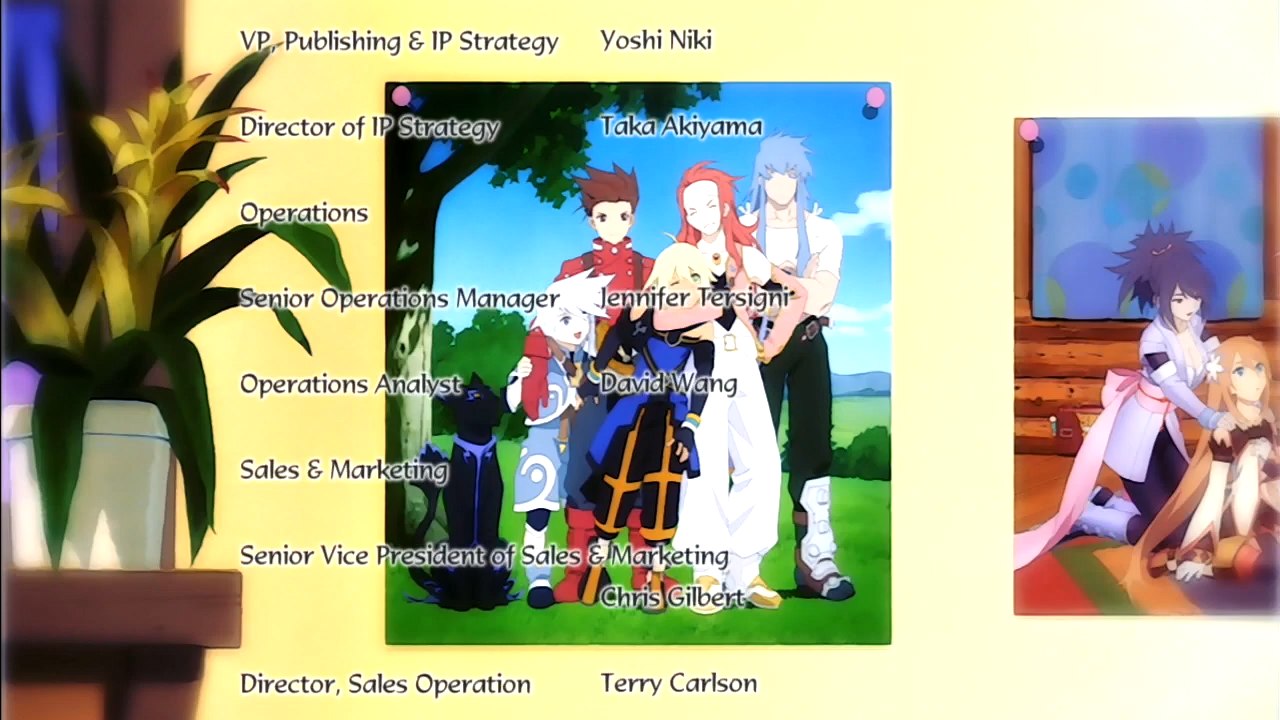 VP, Publishing & IP Strategy Yoshi Niki
Director of IP Strategy Taka Akiyama
Operations
Senior Operations Manager Jennifer Tersigni
Operations Analyst David Wang
Sales & Marketing
Senior Vice President of Sales & Marketing
Chris Gilbert
Director, Sales Operation Terry Carlson